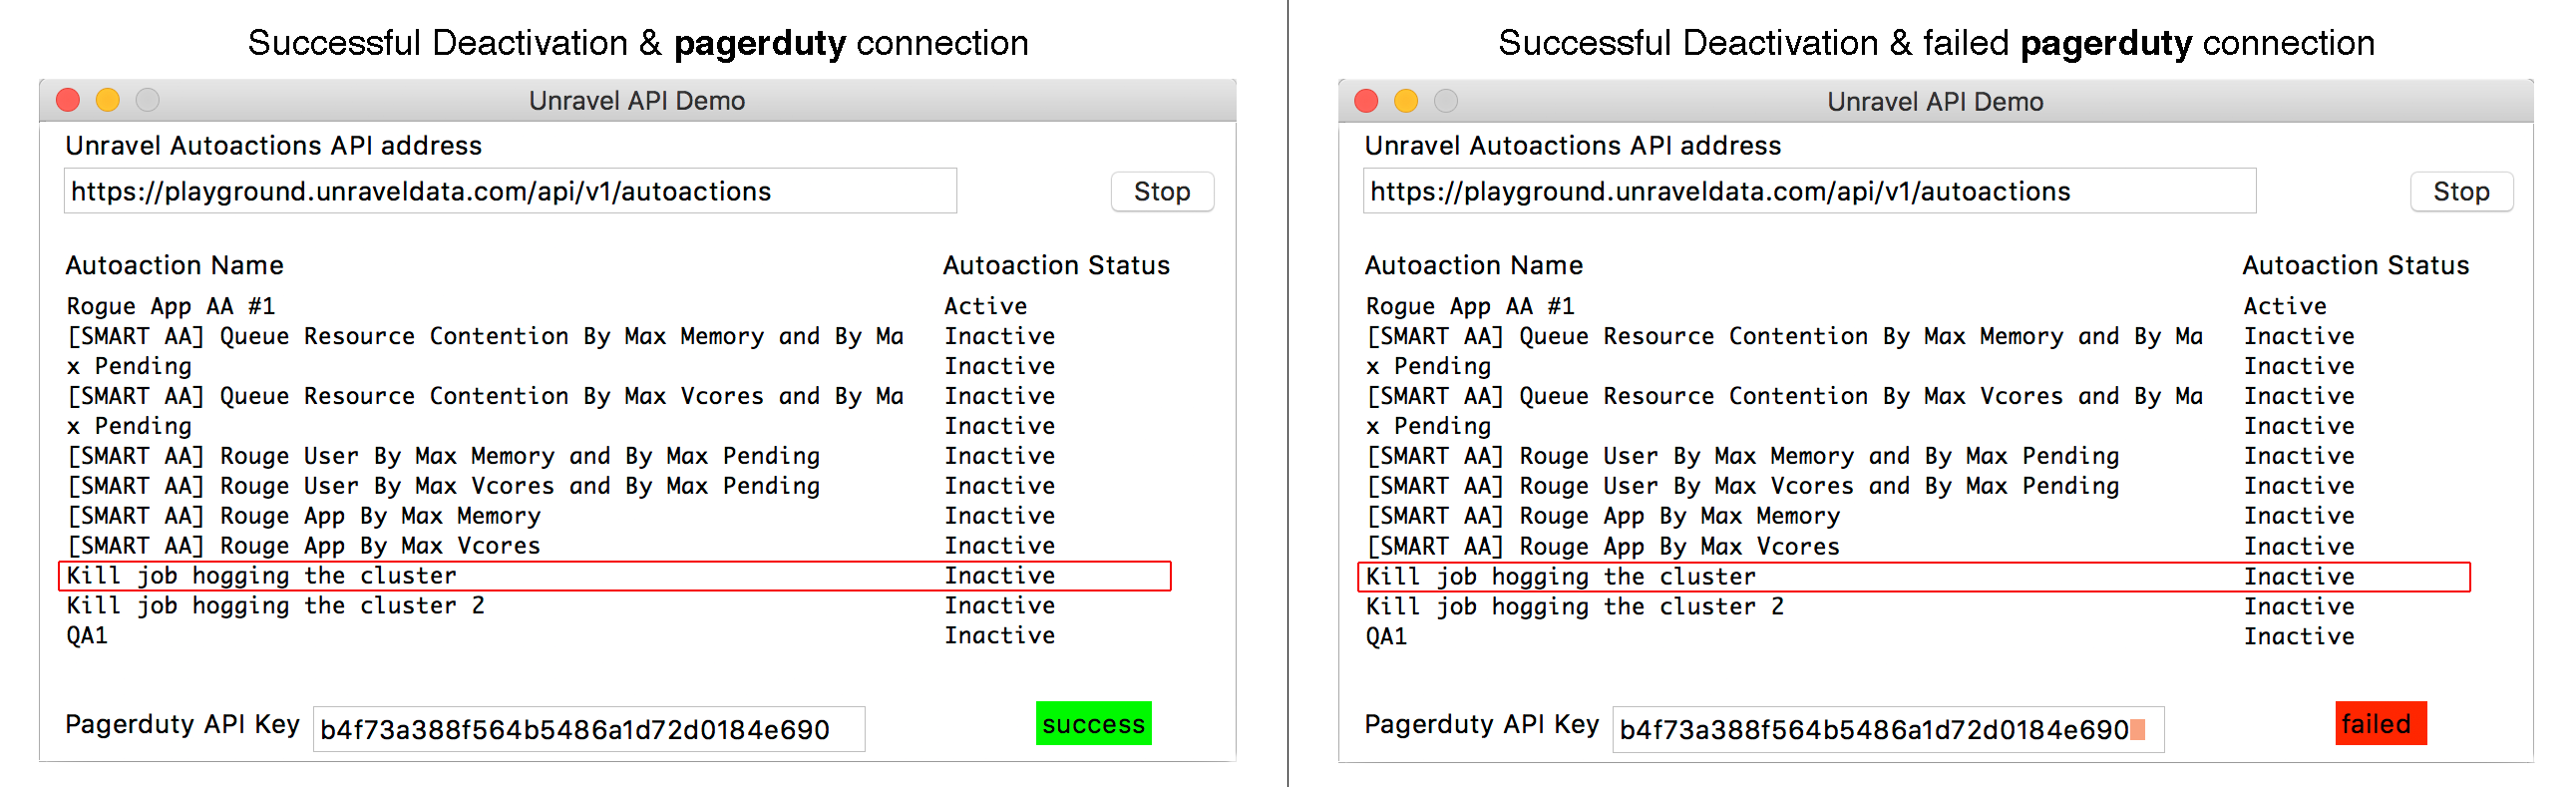 Successful Deactivation & pagerduty connection
Unravel API Demo
Unravel Autoactions API address
https://playground.unraveldata.com/api/v1/autoactions
Stop
Autoaction Name Autoaction Status
Rogue App AA #1 Active
[SMART AA] Queue Resource Contention By Max Memory and By Ma Inactive
x Pending Inactive
[SMART AA] Queue Resource Contention By Max Vcores and By Ma Inactive
x Pending Inactive
[SMART AA] Rouge User By Max Memory and By Max Pending Inactive
[SMART AA] Rouge User By Max Vcores and By Max Pending Inactive
[SMART AA] Rouge App By Max Memory Inactive
[SMART AA] Rouge App By Max Vcores Inactive
Kill job hogging the cluster Inactive
Kill job hogging the cluster 2 Inactive
QA1 Inactive
Pagerduty API Key b4f73a388f564b5486a1d72d0184e690 success
Successful Deactivation & failed pagerduty connection
Unravel API Demo
Unravel Autoactions API address
https://playground.unraveldata.com/api/v1/autoactions
Stop
Autoaction Name Autoaction Status
Rogue App AA #1 Active
[SMART AA] Queue Resource Contention By Max Memory and By Ma Inactive
x Pending Inactive
[SMART AA] Queue Resource Contention By Max Vcores and By Ma Inactive
x Pending Inactive
[SMART AA] Rouge User By Max Memory and By Max Pending Inactive
[SMART AA] Rouge User By Max Vcores and By Max Pending Inactive
[SMART AA] Rouge App By Max Memory Inactive
[SMART AA] Rouge App By Max Vcores Inactive
Kill job hogging the cluster Inactive
Kill job hogging the cluster 2 Inactive
QA1 Inactive
Pagerduty API Key b4f73a388f564b5486a1d72d0184e690 failed